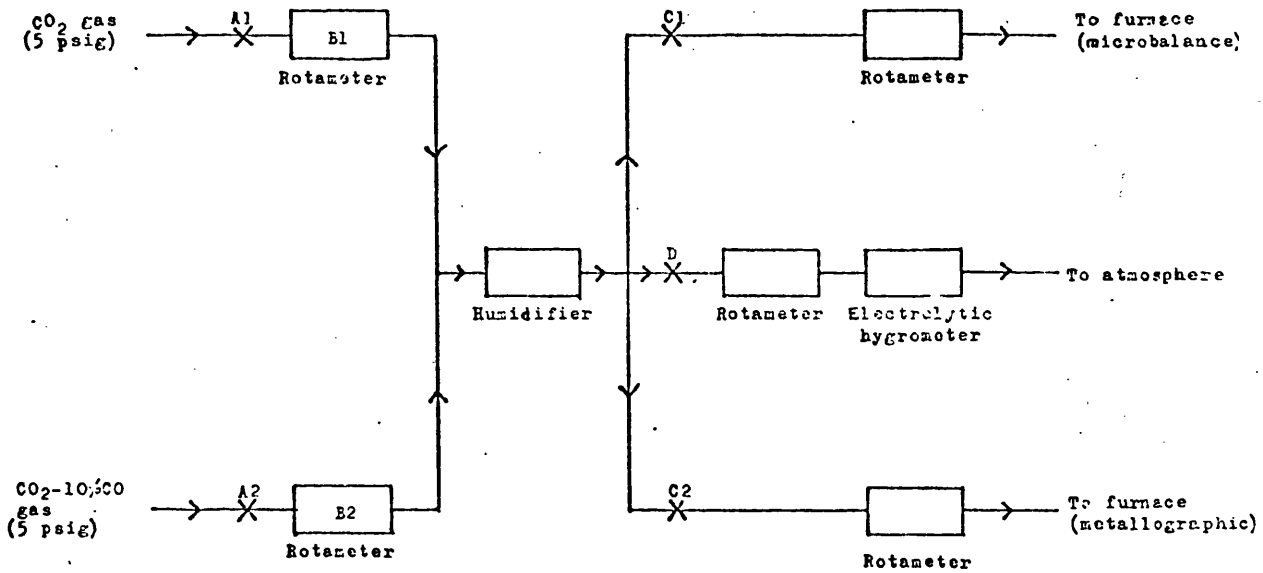 CO2 gas
(5 psig)
A1
B1
Rotameter
C1
Rotameter
To furnace
(microbalance)
Humidifier
D
Rotameter
Electrolytic
hygrometer
To atmosphere
CO2-10%CO
gas
(5 psig)
A2
B2
Rotameter
C2
Rotameter
To furnace
(metallographic)